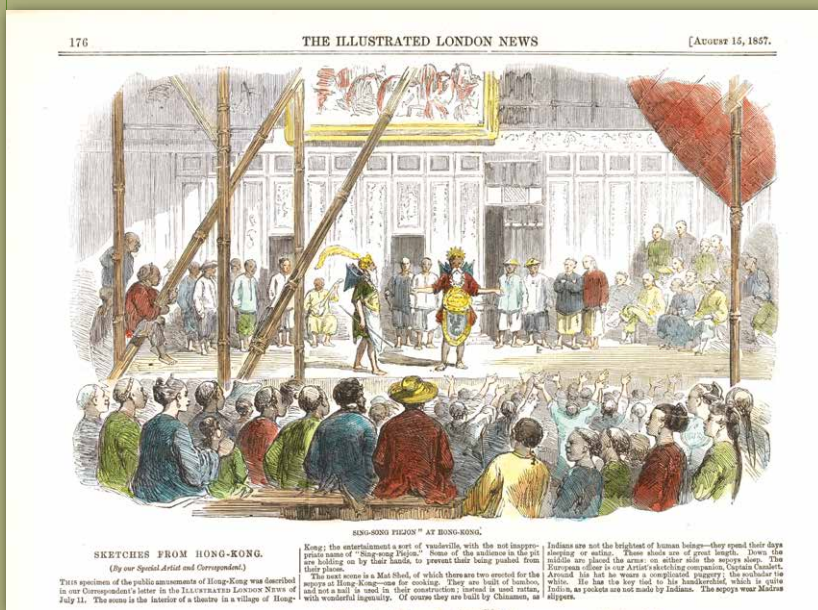 176
THE ILLUSTRATED LONDON NEWS
[AUGUST 15, 1857.
SING-SONG PIEJON" AT HONG-KONG.
SKETCHES FROM HONG-KONG.
(By our Special Artist and Correspondent.)
THIS specimen of the public amusements of Hong-Kong was described
in our Correspondent's letter in the ILLUSTRATED LONDON NEWS of
July 11. The scene is the interior of a theatre in a village of Hong-
Kong; the entertainment a sort of vaudeville, with the not inappro-
priate name of "Sing-song Piejon." Some of the audience in the pit
are holding on by their hands, to prevent their being pushed from
their places.
The next scene is a Mat Shed, of which there are two erected for the
sepoys at Hong-Kong—one for cooking. They are built of bamboo,
and not a nail is used in their construction; instead is used rattan,
with wonderful ingenuity. Of course they are built by Chinamen, as
Indians are not the brightest of human beings—they spend their days
sleeping or eating. These sheds are of great length. Down the
middle are placed the arms: on either side the sepoys sleep. The
European officer is our Artist's sketching companion, Captain
Around his hat he wears a complicated puggery; the soubadar tie
white. He has the key tied to his handkerchief, which is quite
Indian, as pockets are not made by Indians. The sepoys wear Madras
slippers.